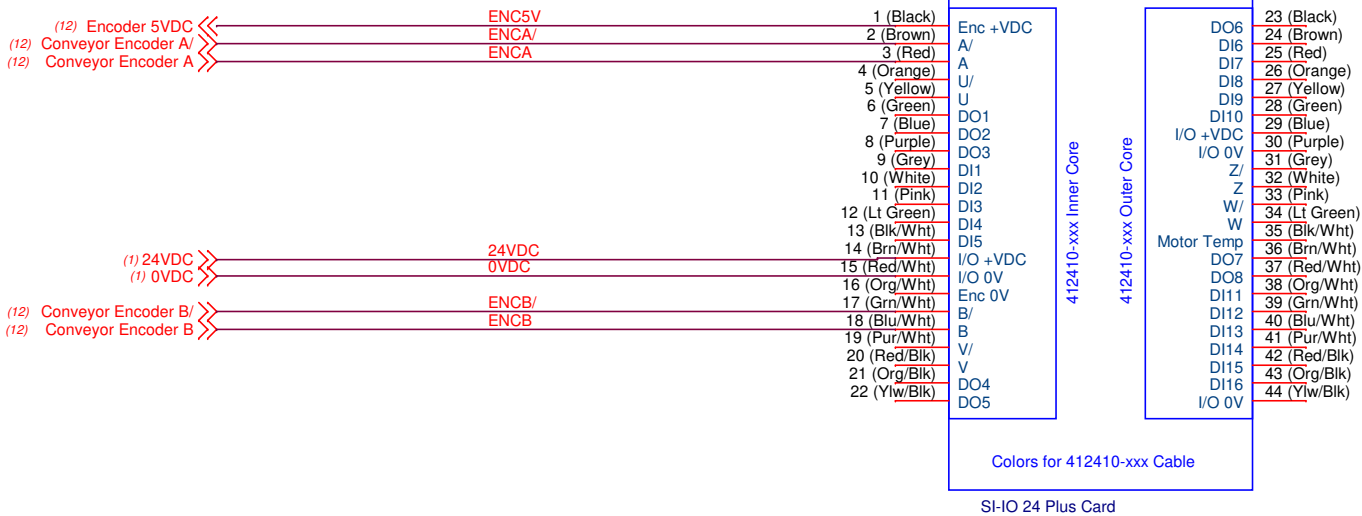 (12) Encoder 5VDC ENC5V 1 (Black) Enc +VDC
(12) Conveyor Encoder A/ ENCA/ 2 (Brown) A/
(12) Conveyor Encoder A ENCA 3 (Red) A
4 (Orange) U/
5 (Yellow) U
6 (Green) DO1
7 (Blue) DO2
8 (Purple) DO3
9 (Grey) DI1
10 (White) DI2
11 (Pink) DI3
12 (Lt Green) DI4
13 (Blk/Wht) DI5
(1) 24VDC 24VDC 14 (Brn/Wht) I/O +VDC
(1) 0VDC 0VDC 15 (Red/Wht) I/O 0V
16 (Org/Wht) Enc 0V
(12) Conveyor Encoder B/ ENCB/ 17 (Grn/Wht) B/
(12) Conveyor Encoder B ENCB 18 (Blu/Wht) B
19 (Pur/Wht) V/
20 (Red/Blk) V
21 (Org/Blk) DO4
22 (Ylw/Blk) DO5
412410-xxx Inner Core
412410-xxx Outer Core
DO6 23 (Black)
DI6 24 (Brown)
DI7 25 (Red)
DI8 26 (Orange)
DI9 27 (Yellow)
DI10 28 (Green)
I/O +VDC 29 (Blue)
I/O 0V 30 (Purple)
Z/ 31 (Grey)
Z 32 (White)
W/ 33 (Pink)
W 34 (Lt Green)
Motor Temp 35 (Blk/Wht)
DO7 36 (Brn/Wht)
DO8 37 (Red/Wht)
DI11 38 (Org/Wht)
DI12 39 (Grn/Wht)
DI13 40 (Blu/Wht)
DI14 41 (Pur/Wht)
DI15 42 (Red/Blk)
DI16 43 (Org/Blk)
I/O 0V 44 (Ylw/Blk)
Colors for 412410-xxx Cable
SI-IO 24 Plus Card